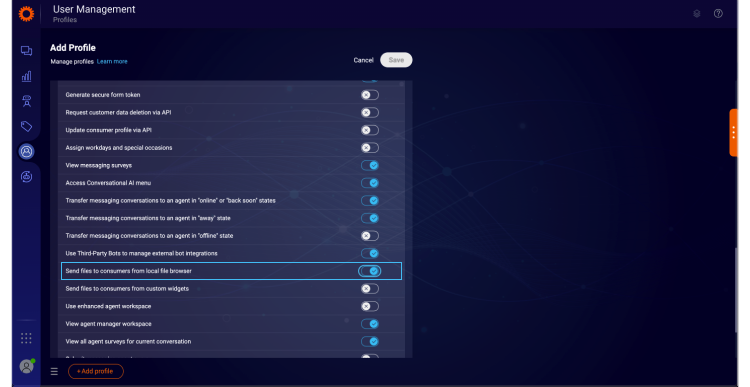 User Management
Profiles
Add Profile
Manage profiles Learn more
Cancel Save
Generate secure form token
Request customer data deletion via API
Update consumer profile via API
Assign workdays and special occasions
View messaging surveys
Access Conversational AI menu
Transfer messaging conversations to an agent in "online" or "back soon" states
Transfer messaging conversations to an agent in "away" state
Transfer messaging conversations to an agent in "offline" state
Use Third-Party Bots to manage external bot integrations
Send files to consumers from local file browser
Send files to consumers from custom widgets
Use enhanced agent workspace
View agent manager workspace
View all agent surveys for current conversation
+Add profile